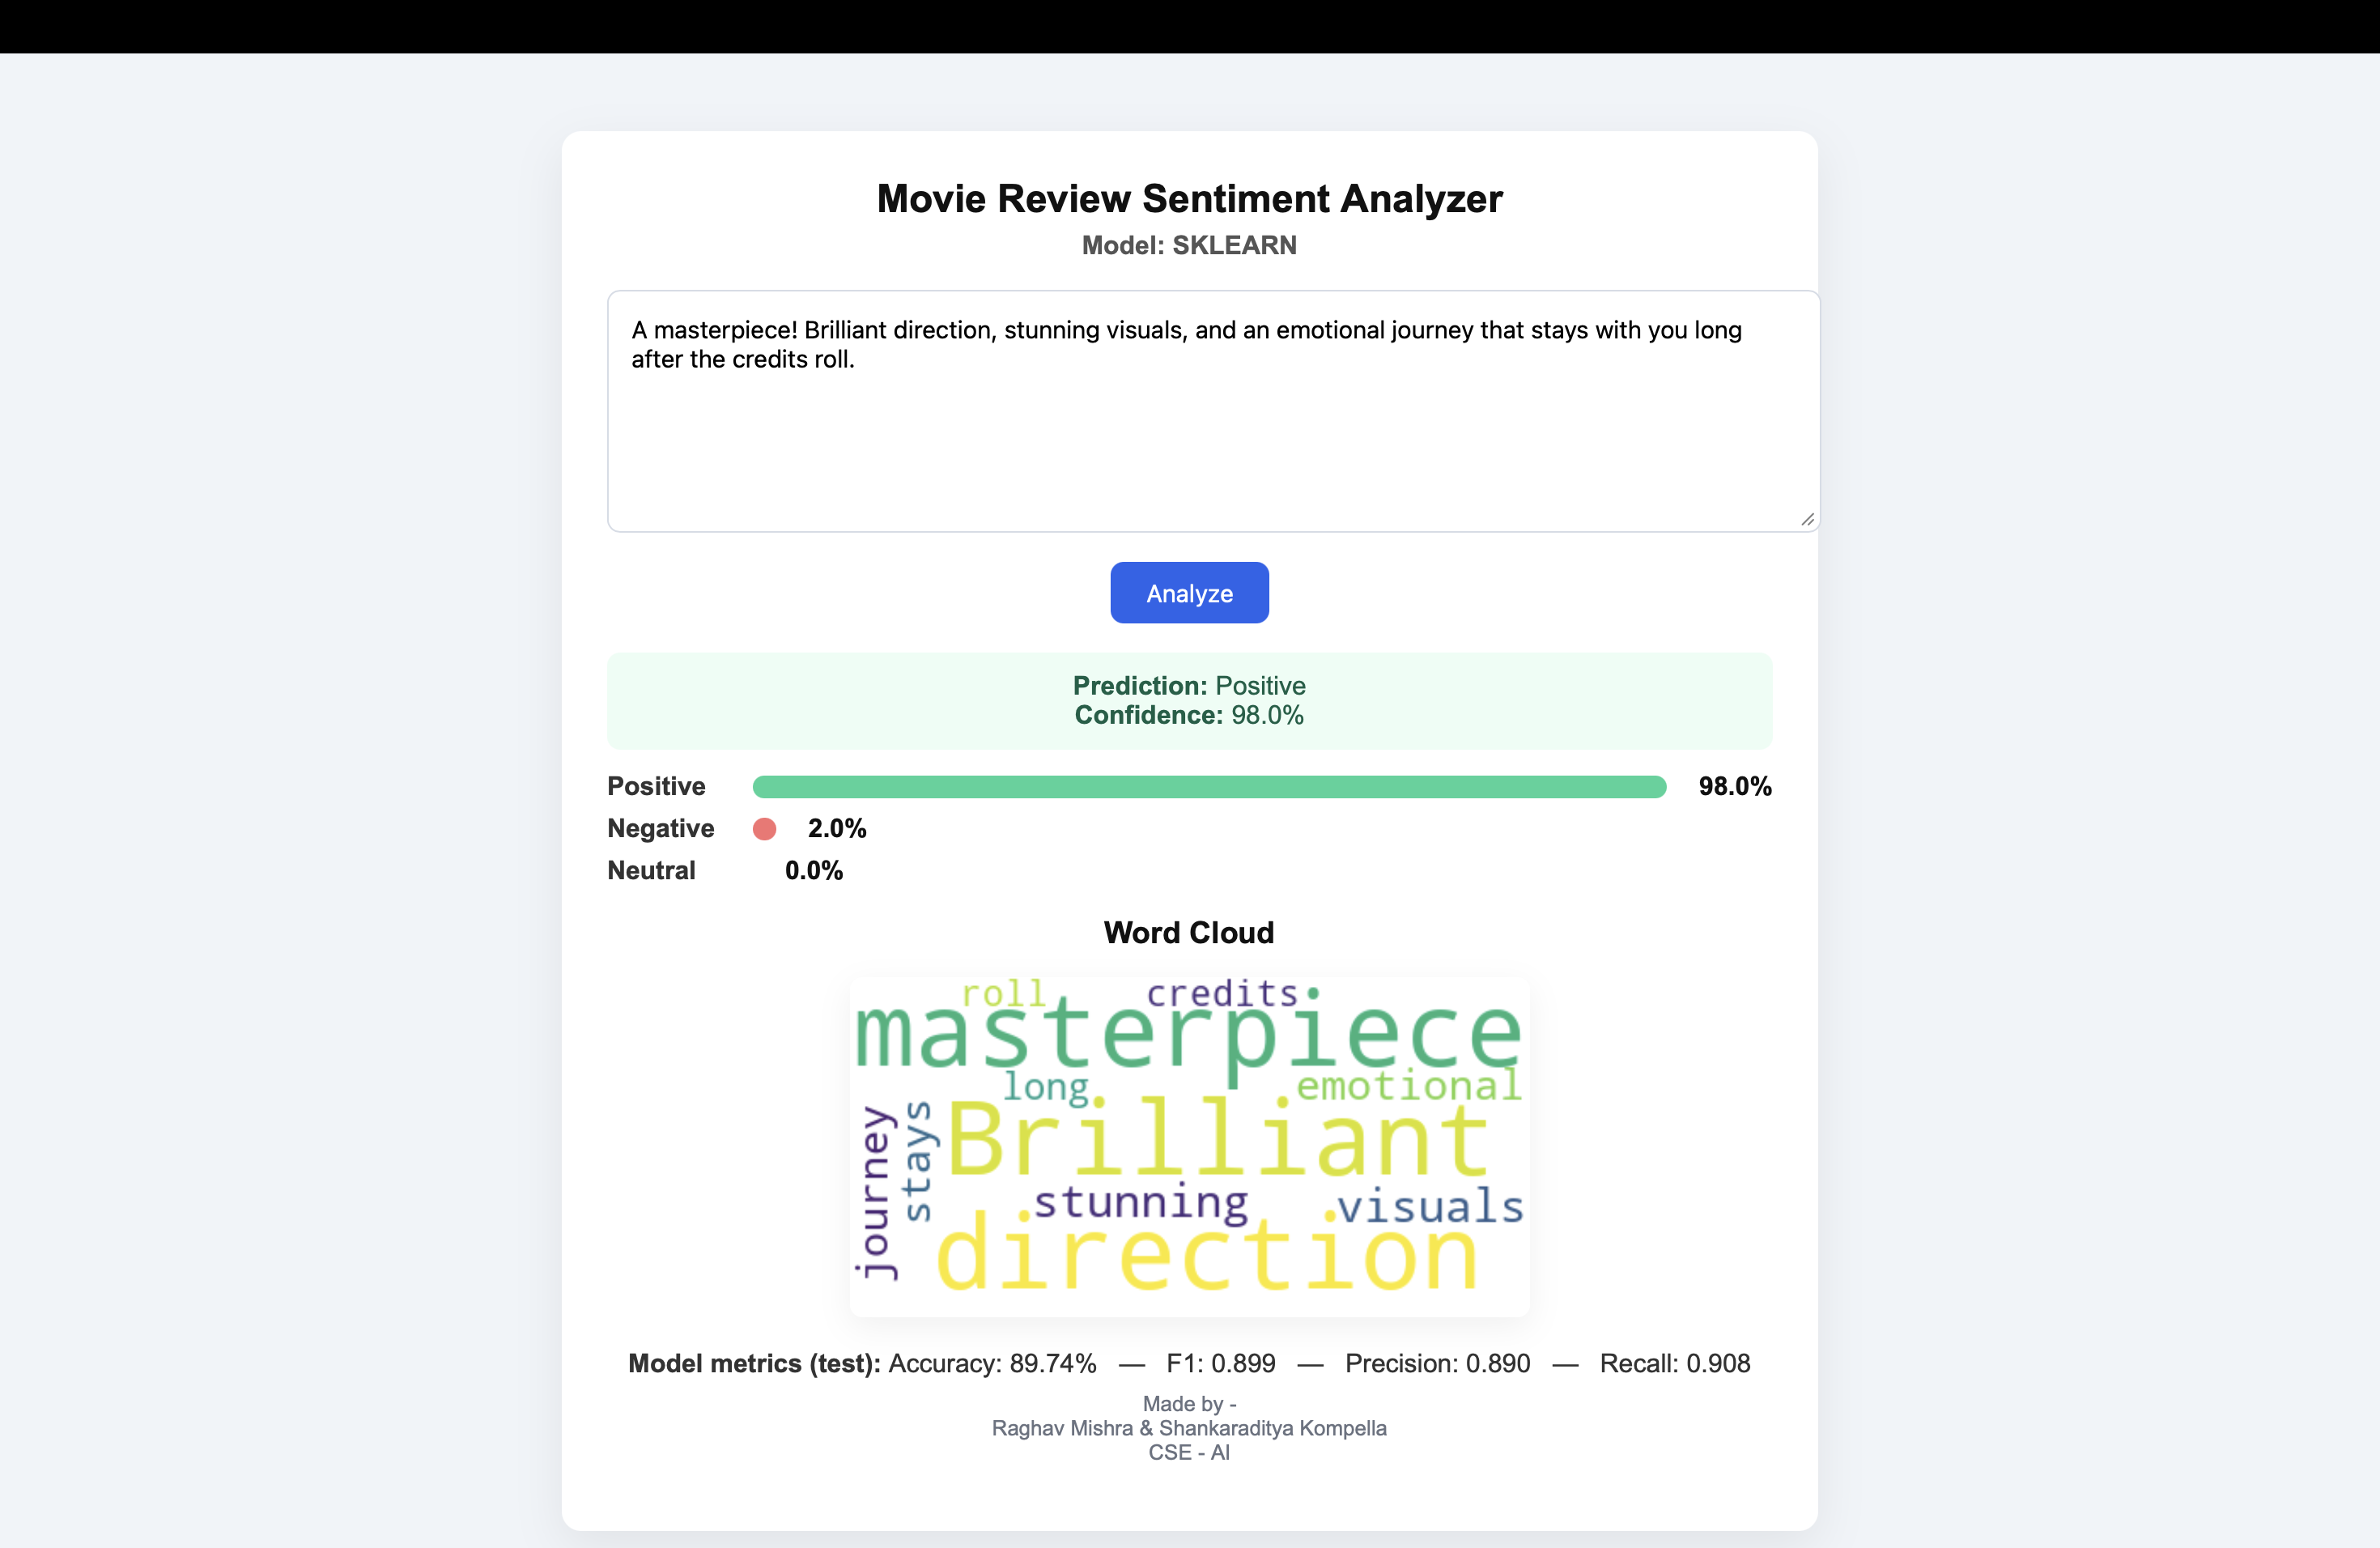 Movie Review Sentiment Analyzer
Model: SKLEARN
A masterpiece! Brilliant direction, stunning visuals, and an emotional journey that stays with you long
after the credits roll.
Analyze
Prediction: Positive
Confidence: 98.0%
Positive 98.0%
Negative 2.0%
Neutral 0.0%
Word Cloud
roll credits
masterpiece
long emotional
journey stays Brilliant
stunning visuals
direction
Model metrics (test): Accuracy: 89.74% — F1: 0.899 — Precision: 0.890 — Recall: 0.908
Made by -
Raghav Mishra & Shankaraditya Kompella
CSE - AI